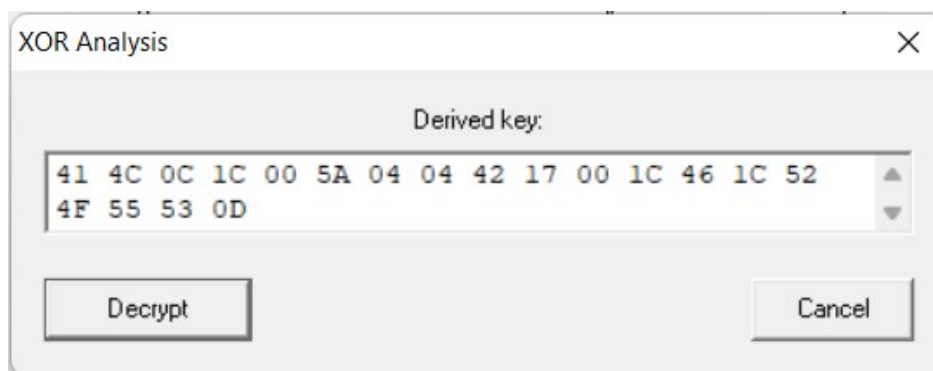 XOR Analysis
Derived key:
41 4C 0C 1C 00 5A 04 04 42 17 00 1C 46 1C 52
4F 55 53 0D
Decrypt
Cancel